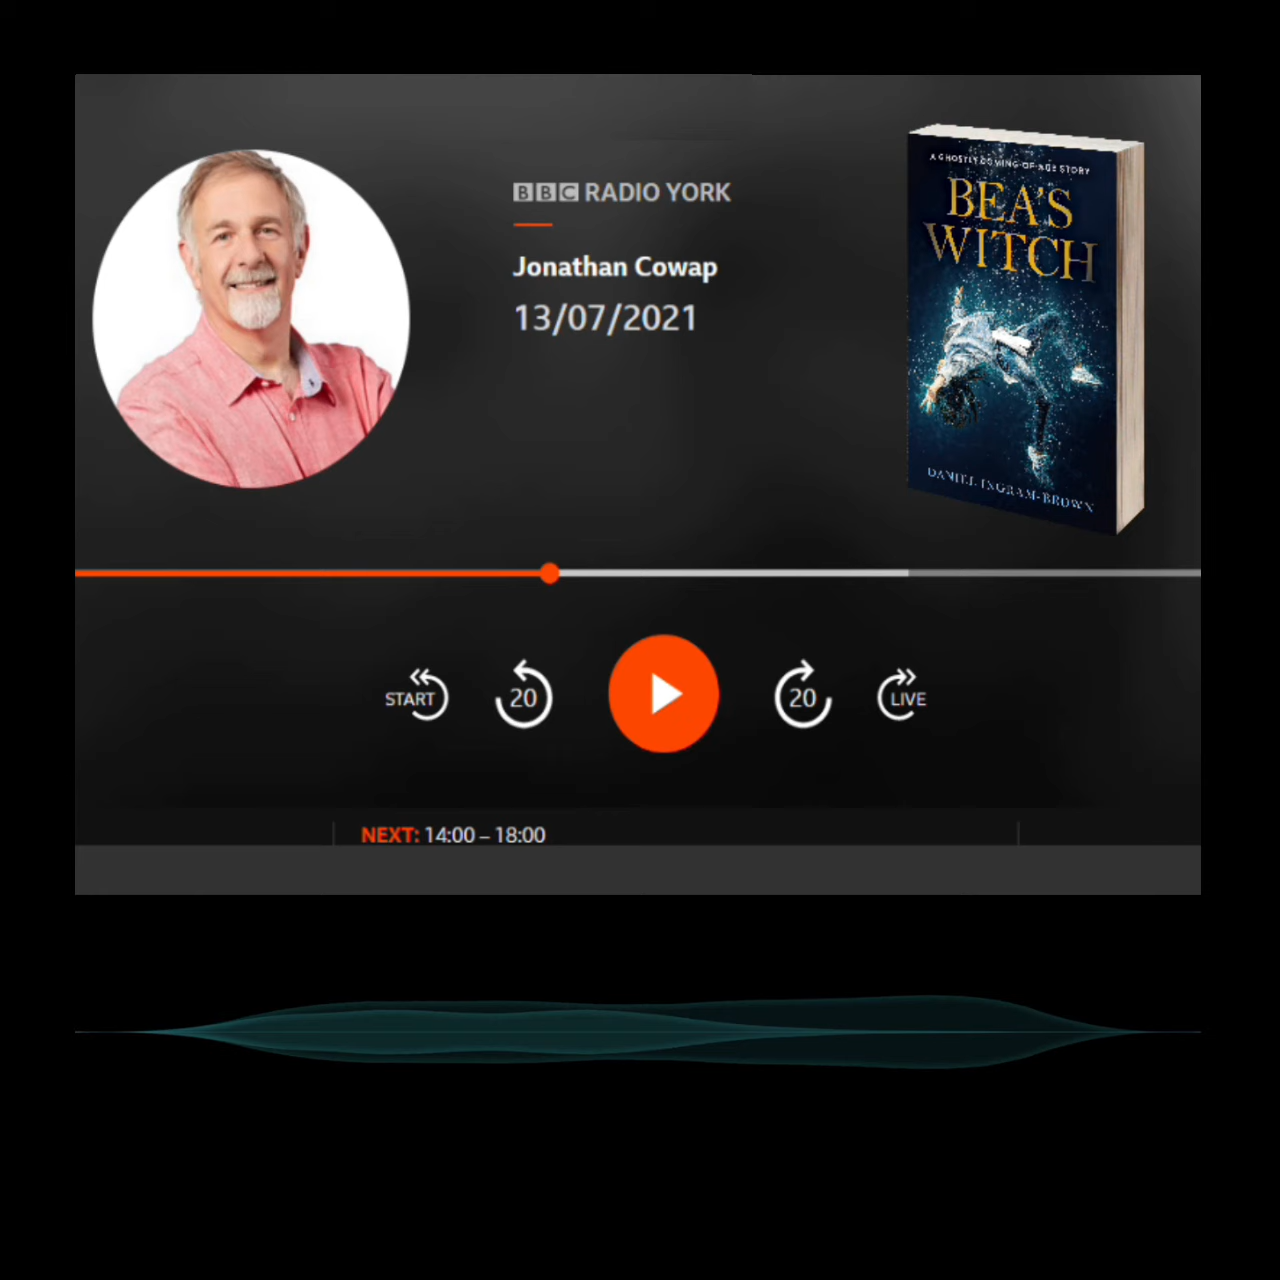 BBC RADIO YORK
Jonathan Cowap
13/07/2021
A GHOSTLY COMING-OF-AGE STORY
BEA'S
WITCH
DANIEL INGRAM-BROWN
START
20
20
LIVE
NEXT: 14:00 – 18:00